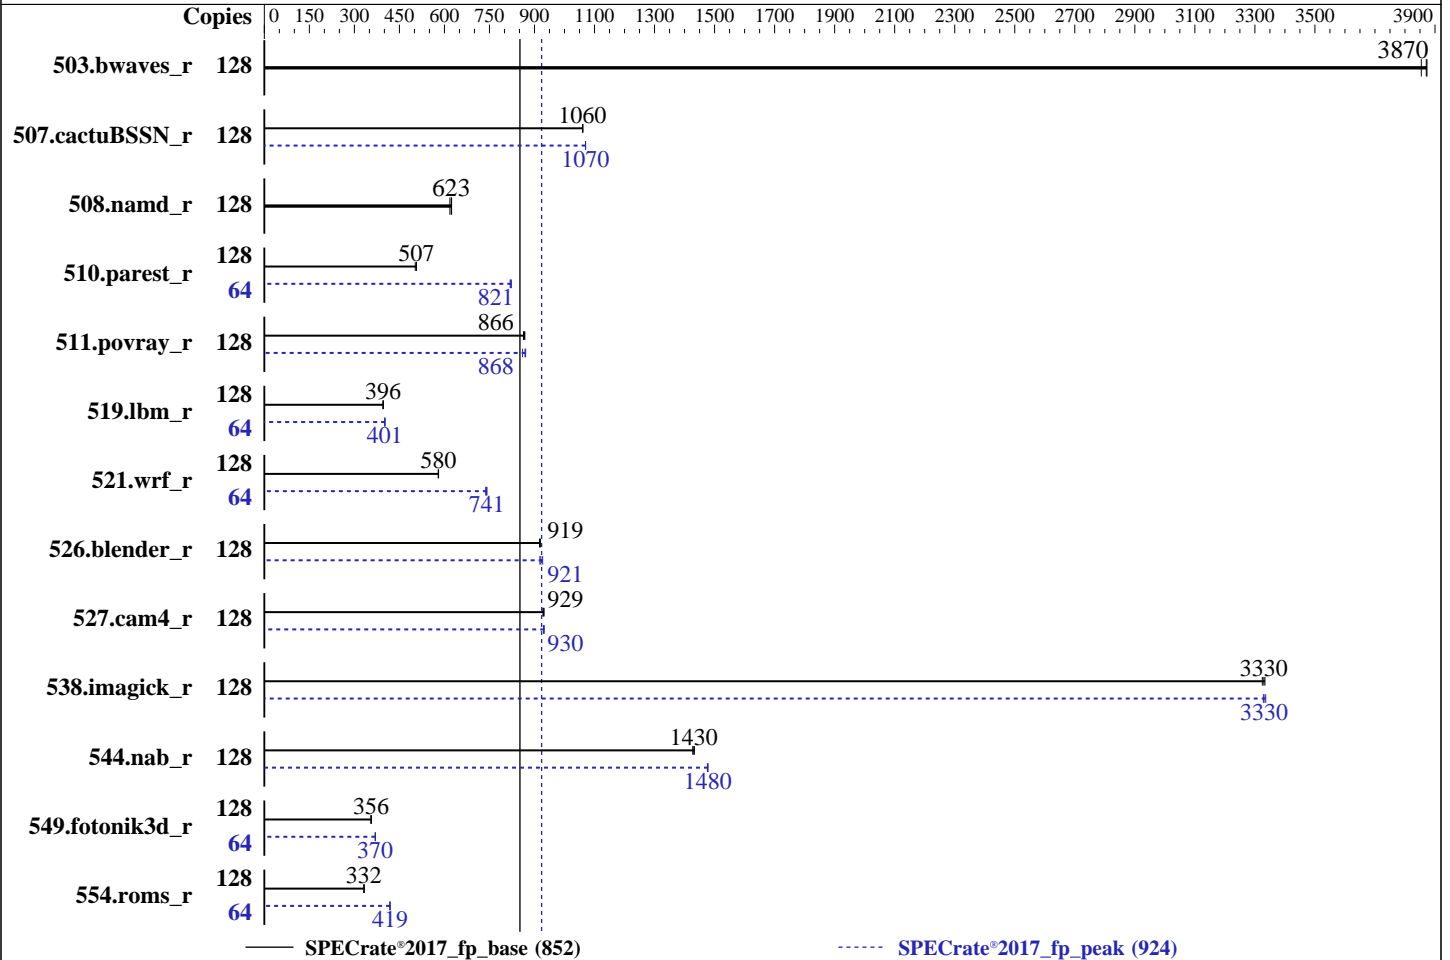 Copies 0 150 300 450 600 750 900 1100 1300 1500 1700 1900 2100 2300 2500 2700 2900 3100 3300 3500 3900
503.bwaves_r 128 3870
507.cactuBSSN_r 128 1060
1070
508.namd_r 128 623
510.parest_r 128 507
64 821
511.povray_r 128 866
868
519.lbm_r 128 396
64 401
521.wrf_r 128 580
64 741
526.blender_r 128 919
921
527.cam4_r 128 929
930
538.imagick_r 128 3330
3330
544.nab_r 128 1430
1480
549.fotonik3d_r 128 356
64 370
554.roms_r 128 332
64 419
SPECrate®2017_fp_base (852) SPECrate®2017_fp_peak (924)